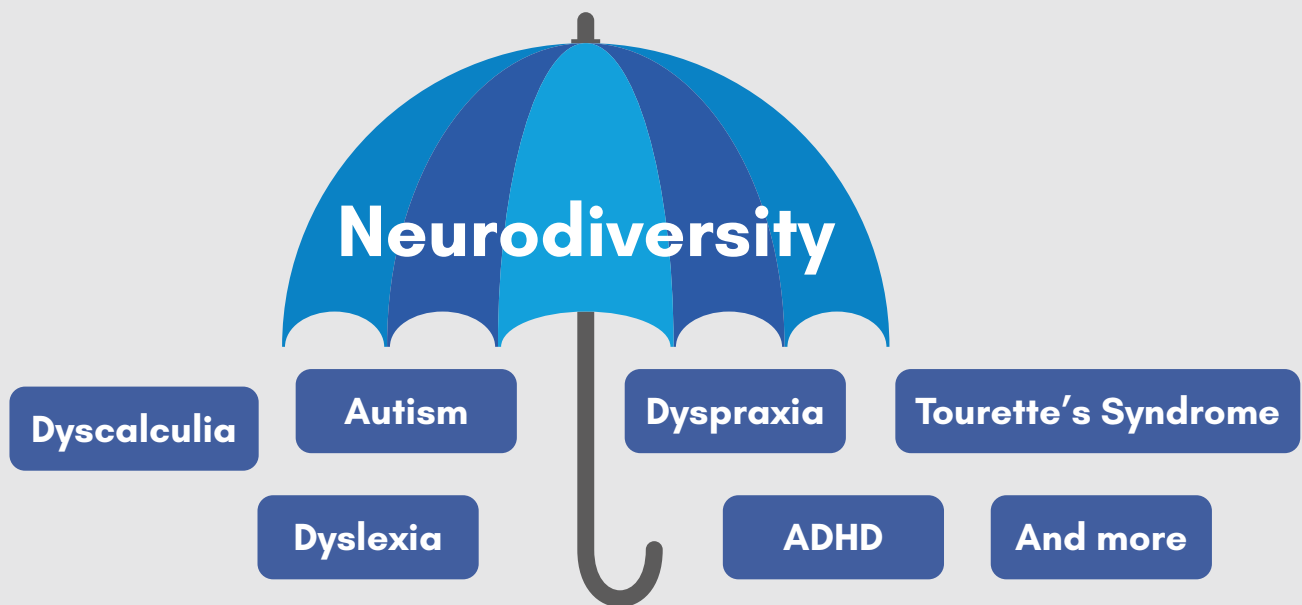 Neurodiversity
Dyscalculia
Autism
Dyspraxia
Tourette’s Syndrome
Dyslexia
ADHD
And more